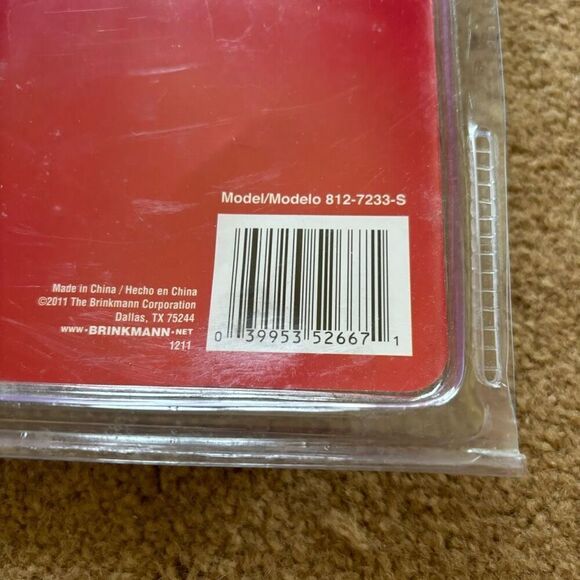 Model/Modelo 812-7233-S
Made in China / Hecho en China
©2011 The Brinkmann Corporation
Dallas, TX 75244
www·BRINKMANN·NET
1211
0 39953 52667 1